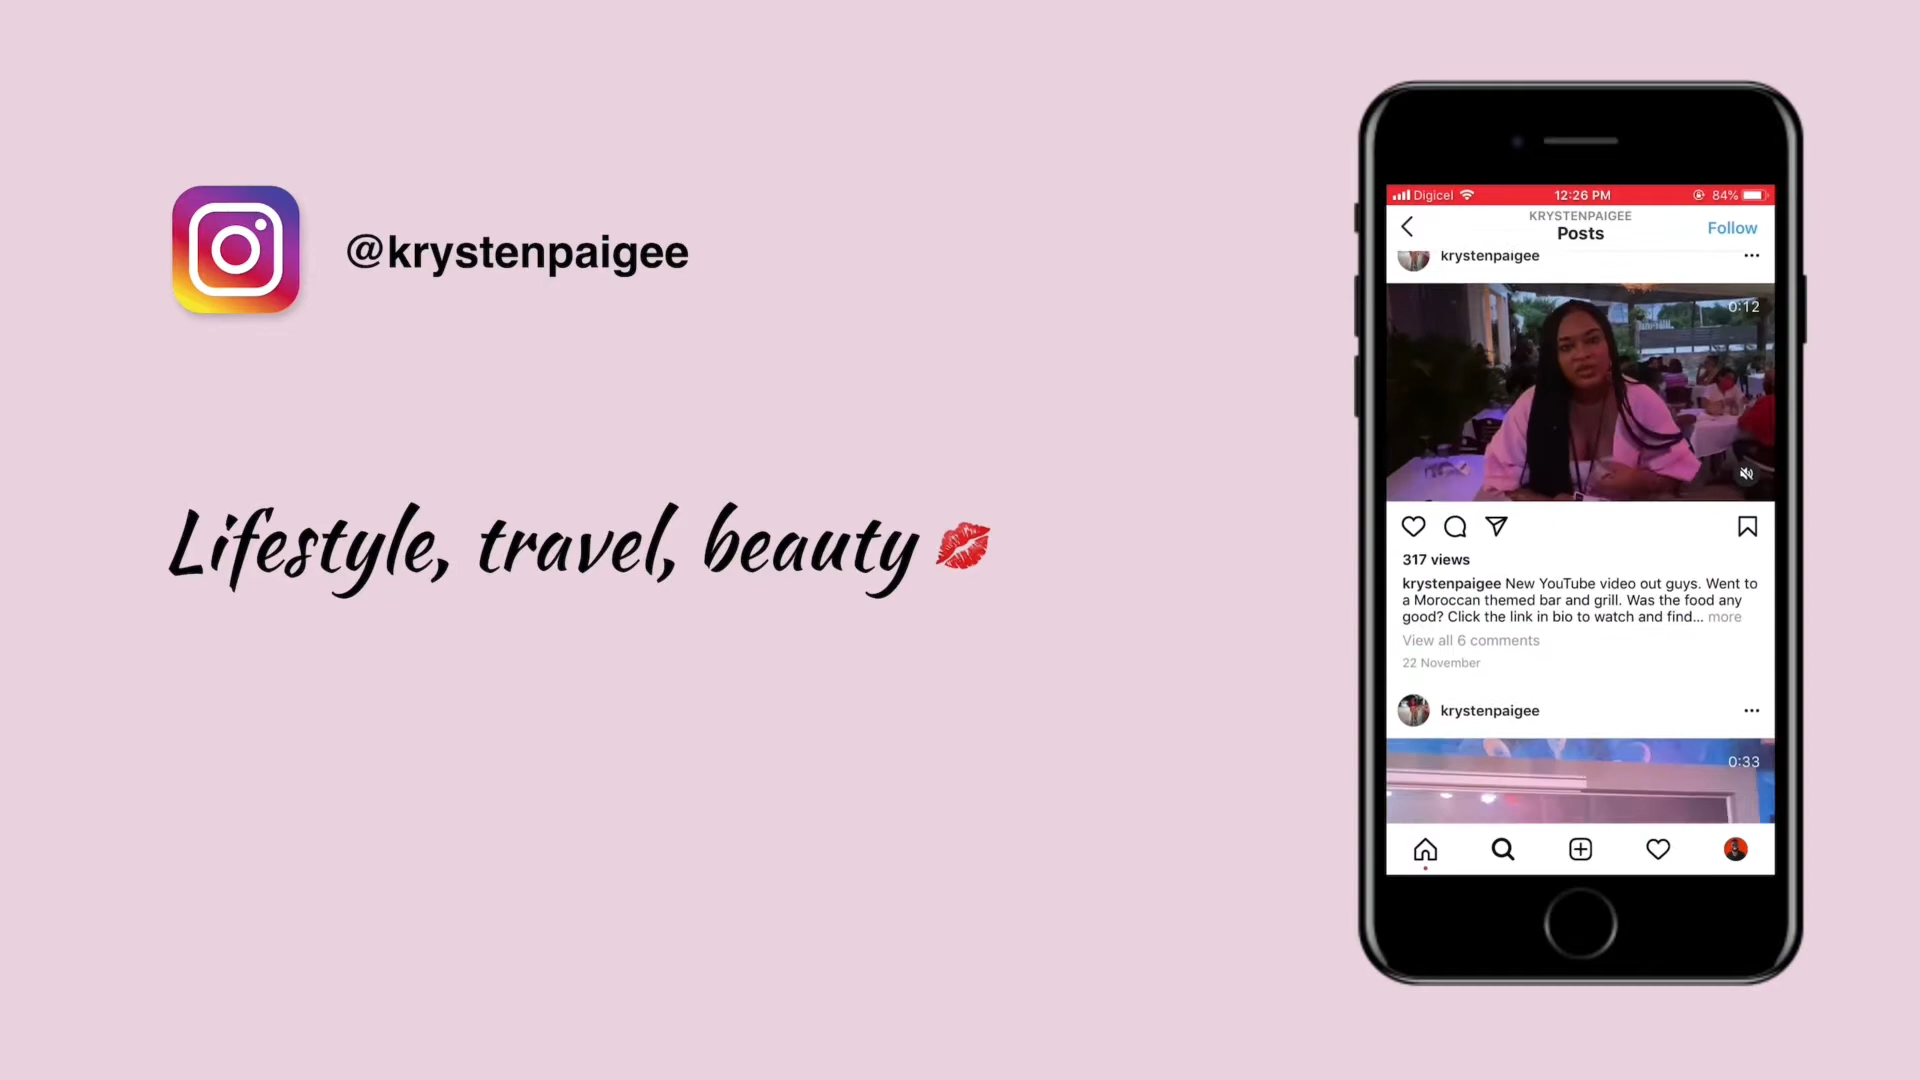 @krystenpaigee
Lifestyle, travel, beauty 💋
Digicel 12:26 PM 84%
KRYSTENPAIGEE
Posts
Follow
krystenpaigee
0:12
317 views
krystenpaigee New YouTube video out guys. Went to
a Moroccan themed bar and grill. Was the food any
good? Click the link in bio to watch and find... more
View all 6 comments
22 November
krystenpaigee
0:33